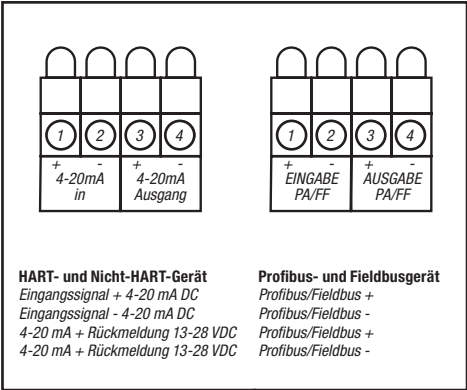 1 2 3 4
+ - + -
4-20mA 4-20mA
in Ausgang
1 2 3 4
+ - + -
EINGABE AUSGABE
PA/FF PA/FF
HART- und Nicht-HART-Gerät
Eingangssignal + 4-20 mA DC
Eingangssignal - 4-20 mA DC
4-20 mA + Rückmeldung 13-28 VDC
4-20 mA + Rückmeldung 13-28 VDC
Profibus- und Fieldbusgerät
Profibus/Fieldbus +
Profibus/Fieldbus -
Profibus/Fieldbus +
Profibus/Fieldbus -